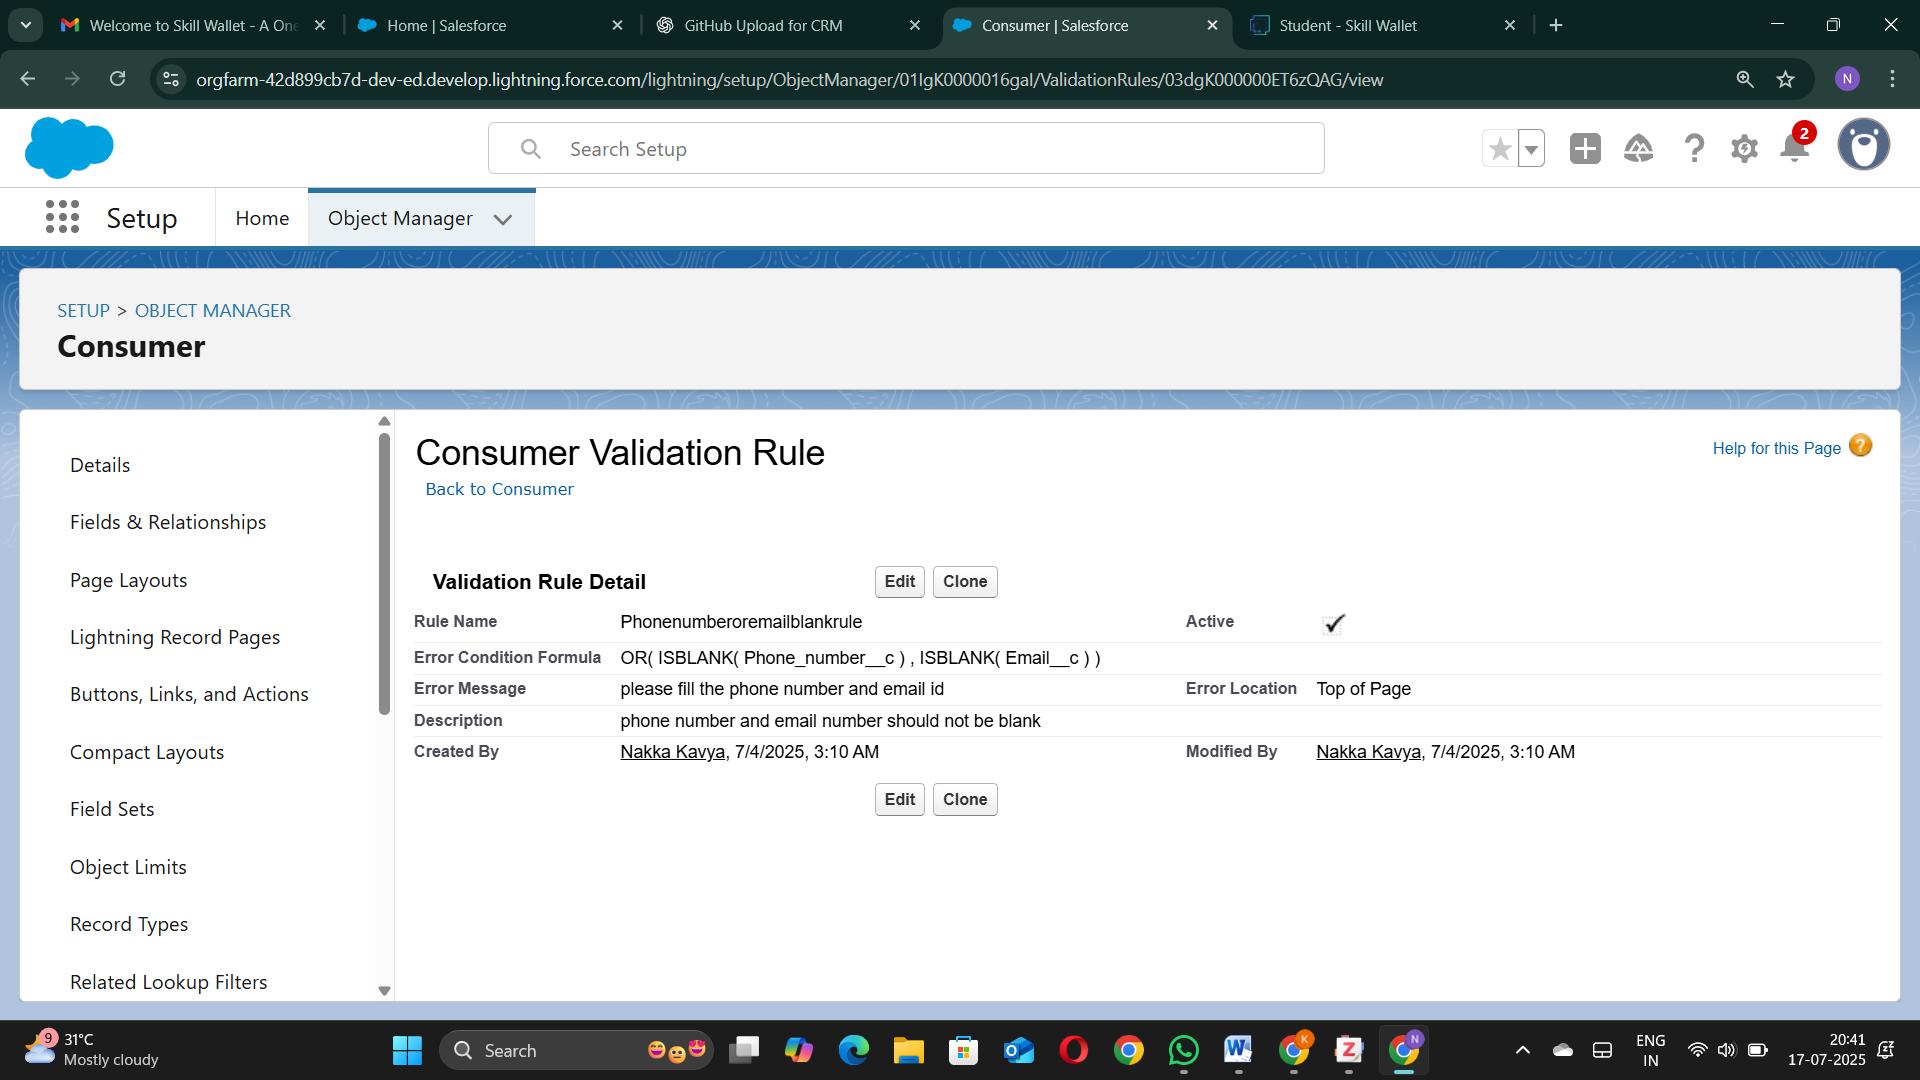 Welcome to Skill Wallet - A One
Home | Salesforce
GitHub Upload for CRM
Consumer | Salesforce
Student - Skill Wallet
orgfarm-42d899cb7d-dev-ed.develop.lightning.force.com/lightning/setup/ObjectManager/01IgK0000016gaI/ValidationRules/03dgK000000ET6zQAG/view
N
Search Setup
2
Setup
Home
Object Manager
SETUP > OBJECT MANAGER
Consumer
Details
Fields & Relationships
Page Layouts
Lightning Record Pages
Buttons, Links, and Actions
Compact Layouts
Field Sets
Object Limits
Record Types
Related Lookup Filters
Consumer Validation Rule
Help for this Page
Back to Consumer
Validation Rule Detail
Edit
Clone
Rule Name Phonenumberoremailblankrule Active
Error Condition Formula OR( ISBLANK( Phone_number__c ) , ISBLANK( Email__c ) )
Error Message please fill the phone number and email id Error Location Top of Page
Description phone number and email number should not be blank
Created By Nakka Kavya, 7/4/2025, 3:10 AM Modified By Nakka Kavya, 7/4/2025, 3:10 AM
Edit
Clone
9
31°C
Mostly cloudy
Search
K
N
ENG
IN
20:41
17-07-2025